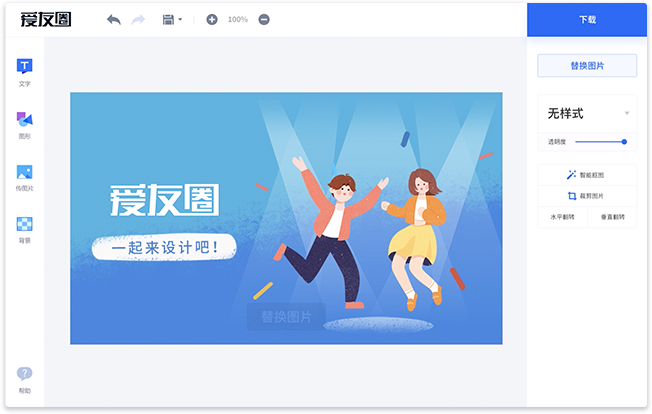 爱友圈
100%
下载
文字
图形
传图片
背景
帮助
爱友圈
一起来设计吧!
替换图片
替换图片
无样式
透明度
智能抠图
裁剪图片
水平翻转 垂直翻转